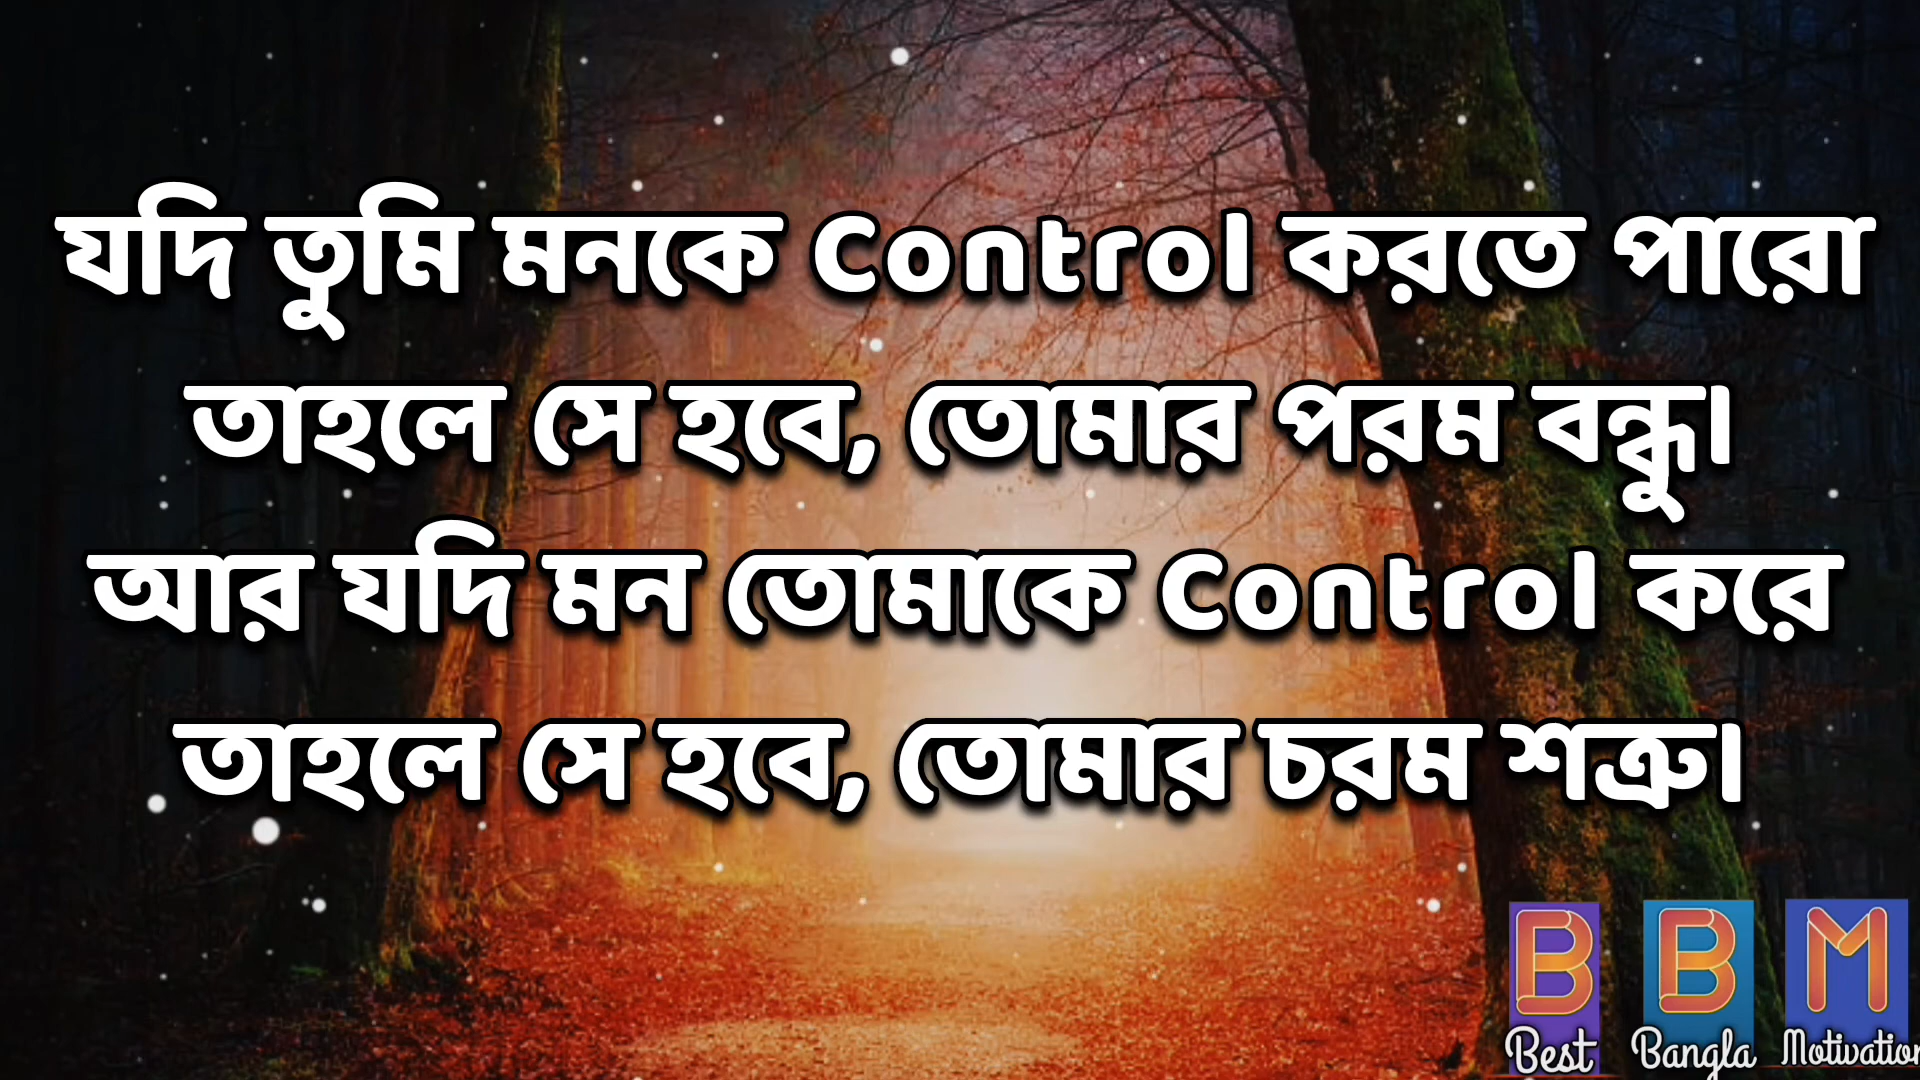 যদি তুমি মনকে Control করতে পারো
তাহলে সে হবে, তোমার পরম বন্ধু।
আর যদি মন তোমাকে Control করে
তাহলে সে হবে, তোমার চরম শত্রু।
B B M
Best Bangla Motivation